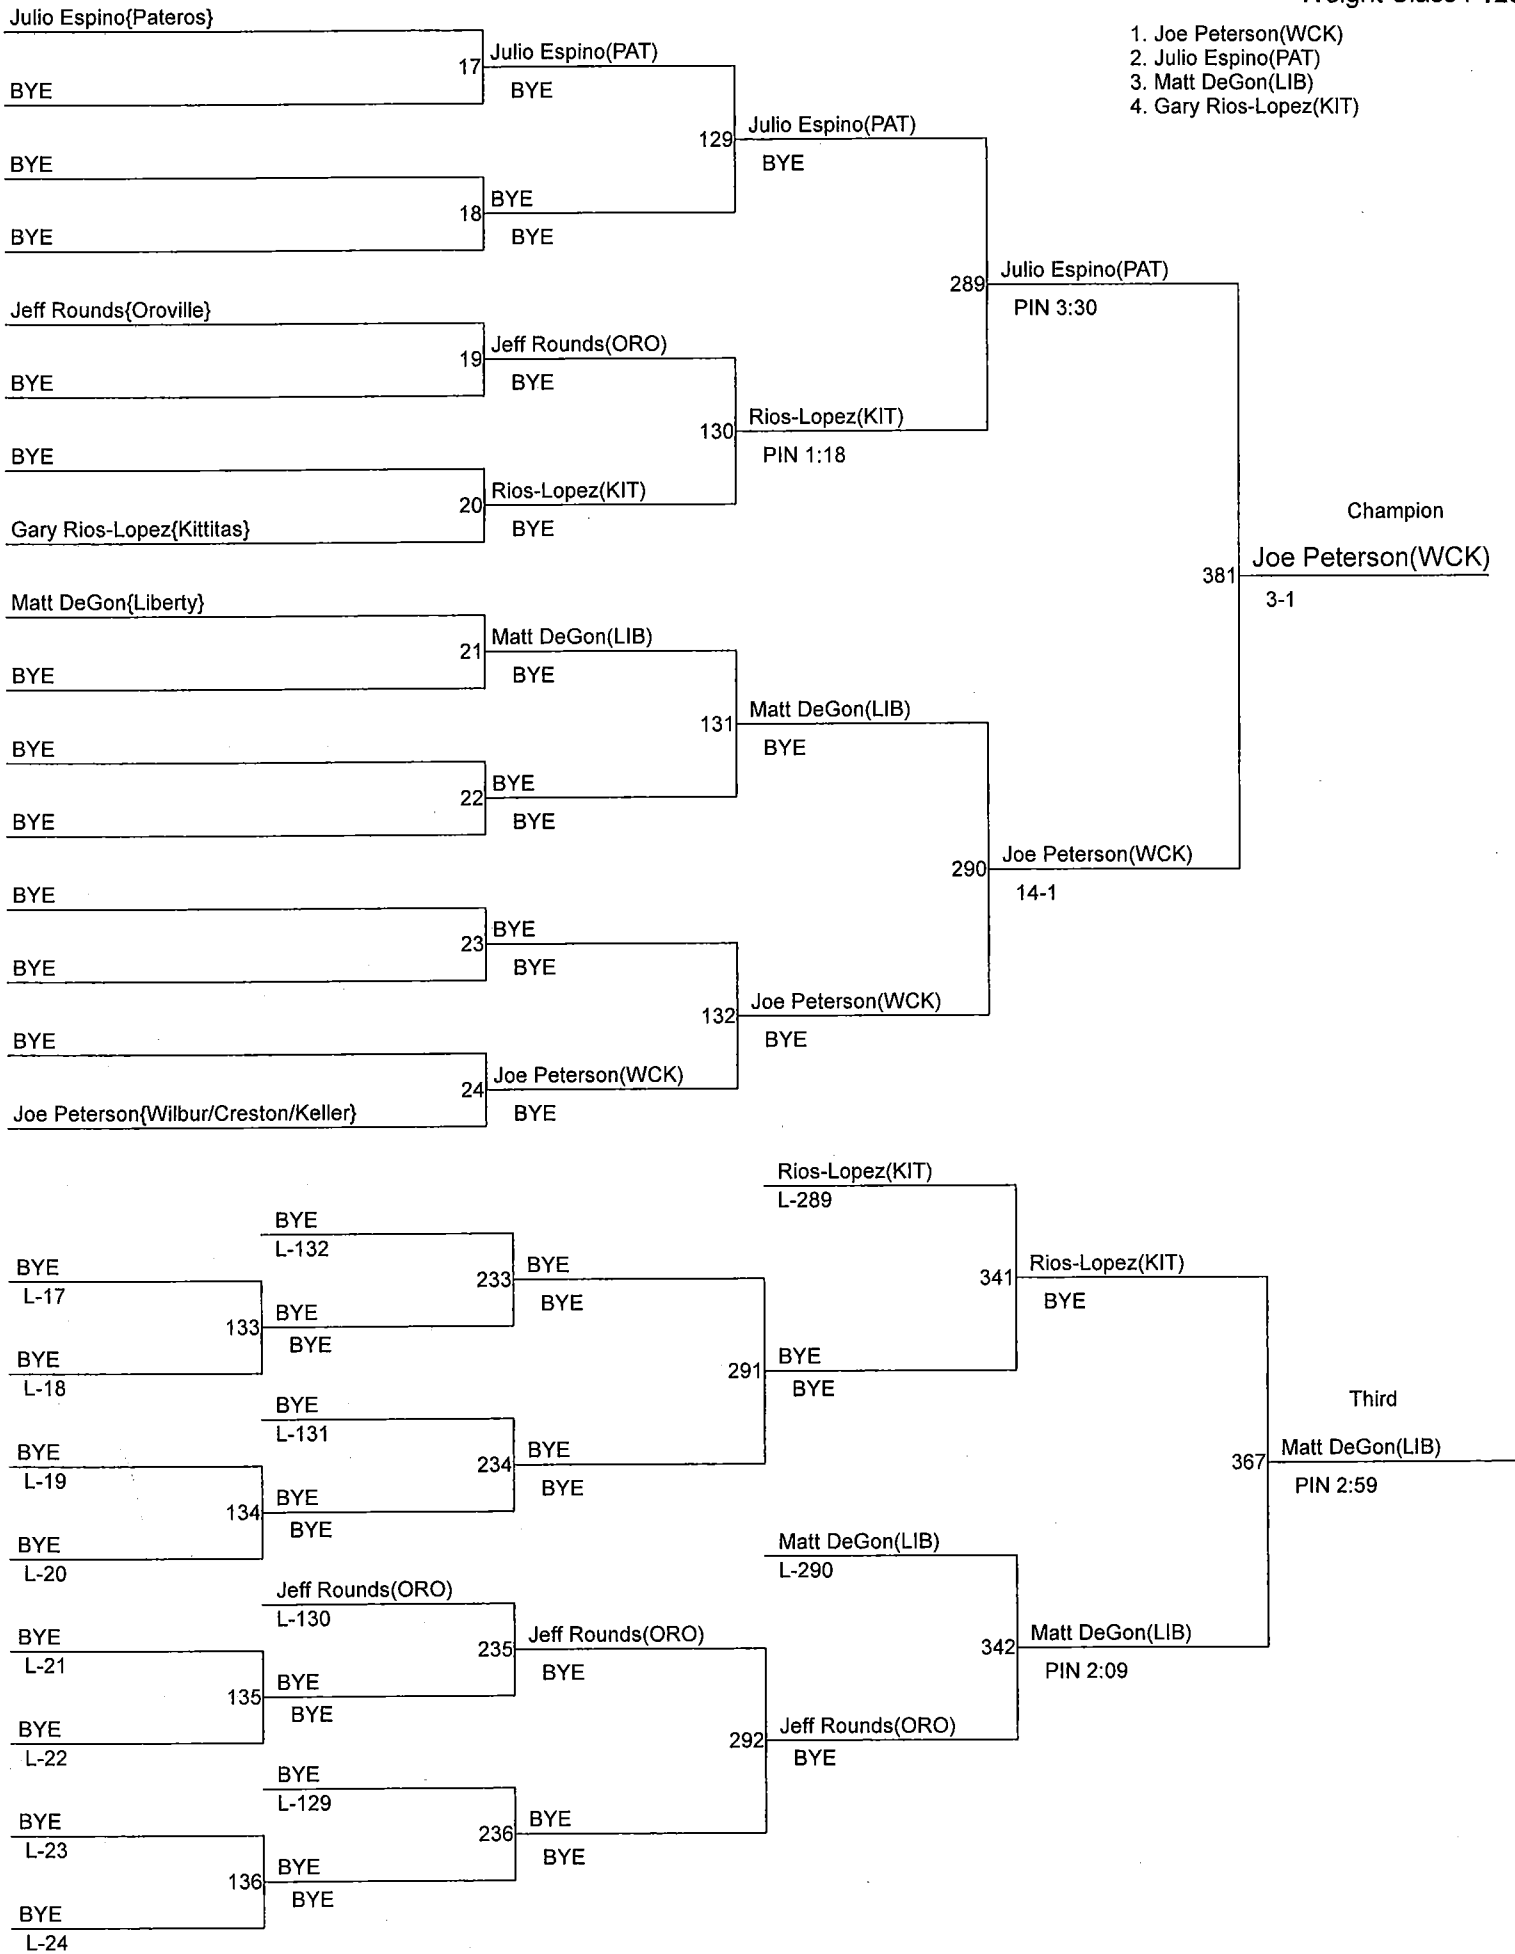 1. Joe Peterson(WCK)
2. Julio Espino(PAT)
3. Matt DeGon(LIB)
4. Gary Rios-Lopez(KIT)
Julio Espino{Pateros}
17
Julio Espino(PAT)
BYE
BYE
129
Julio Espino(PAT)
BYE
BYE
18
BYE
BYE
BYE
289
Julio Espino(PAT)
PIN 3:30
Jeff Rounds{Oroville}
19
Jeff Rounds(ORO)
BYE
BYE
130
Rios-Lopez(KIT)
PIN 1:18
BYE
20
Rios-Lopez(KIT)
BYE
Gary Rios-Lopez{Kittitas}
Champion
381
Joe Peterson(WCK)
3-1
Matt DeGon{Liberty}
21
Matt DeGon(LIB)
BYE
BYE
131
Matt DeGon(LIB)
BYE
BYE
22
BYE
BYE
BYE
290
Joe Peterson(WCK)
14-1
BYE
23
BYE
BYE
BYE
132
Joe Peterson(WCK)
BYE
BYE
24
Joe Peterson(WCK)
BYE
Joe Peterson{Wilbur/Creston/Keller}
Rios-Lopez(KIT)
L-289
BYE
L-132
BYE
L-17
233
BYE
BYE
133
BYE
BYE
BYE
L-18
341
Rios-Lopez(KIT)
BYE
291
BYE
BYE
BYE
L-131
BYE
L-19
234
BYE
BYE
134
BYE
BYE
BYE
L-20
Third
367
Matt DeGon(LIB)
PIN 2:59
Matt DeGon(LIB)
L-290
Jeff Rounds(ORO)
L-130
BYE
L-21
235
Jeff Rounds(ORO)
BYE
135
BYE
BYE
BYE
L-22
342
Matt DeGon(LIB)
PIN 2:09
292
Jeff Rounds(ORO)
BYE
BYE
L-129
BYE
L-23
236
BYE
BYE
136
BYE
BYE
BYE
L-24